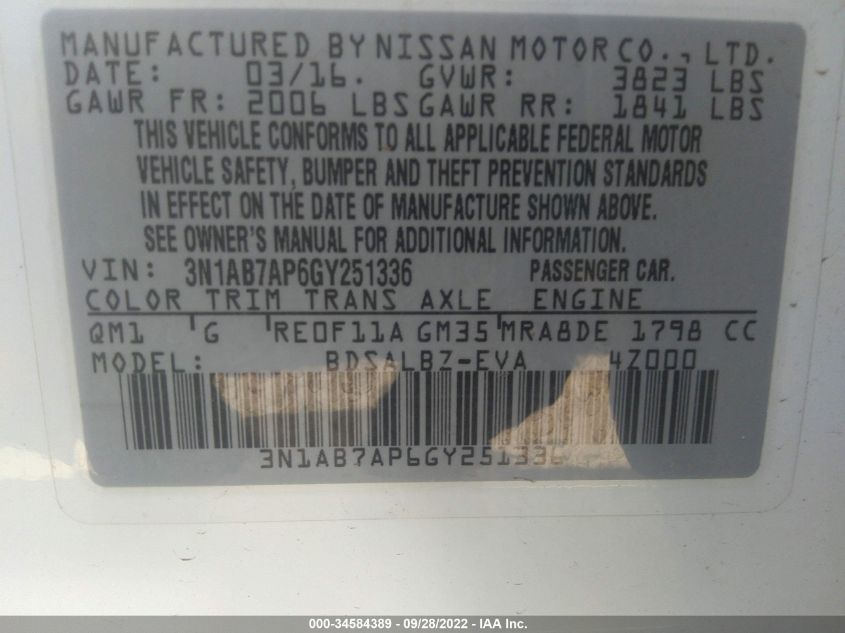 MANUFACTURED BY NISSAN MOTOR CO., LTD.
DATE: 03/16. GVWR: 3823 LBS
GAWR FR: 2006 LBS GAWR RR: 1841 LBS
THIS VEHICLE CONFORMS TO ALL APPLICABLE FEDERAL MOTOR
VEHICLE SAFETY, BUMPER AND THEFT PREVENTION STANDARDS
IN EFFECT ON THE DATE OF MANUFACTURE SHOWN ABOVE.
SEE OWNER'S MANUAL FOR ADDITIONAL INFORMATION.
VIN: 3N1AB7AP6GY251336 PASSENGER CAR.
COLOR TRIM TRANS AXLE ENGINE
QM1 G RE0F11A GM35 MRA8DE 1798 CC
MODEL: BDSALBZ-EVA 4Z000
3N1AB7AP6GY251336
000-34584389 - 09/28/2022 - IAA Inc.